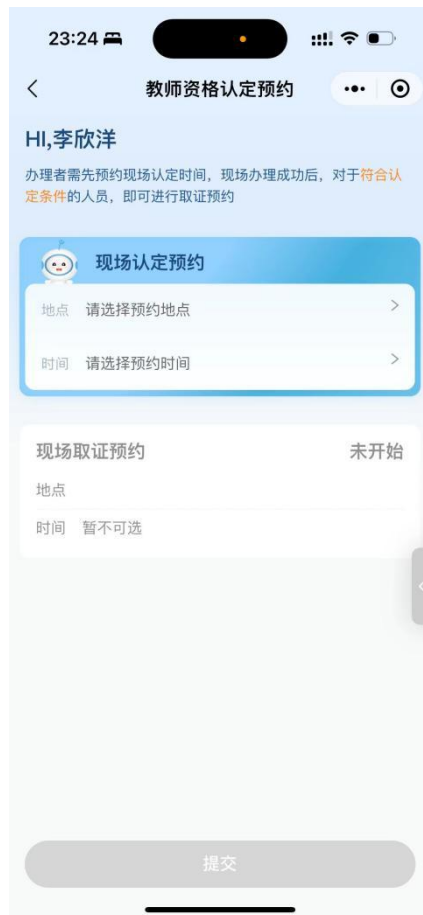 23:24
教师资格认定预约
HI,李欣洋
办理者需先预约现场认定时间，现场办理成功后，对于符合认
定条件的人员，即可进行取证预约
现场认定预约
地点 请选择预约地点
时间 请选择预约时间
现场取证预约 未开始
地点
时间 暂不可选
提交